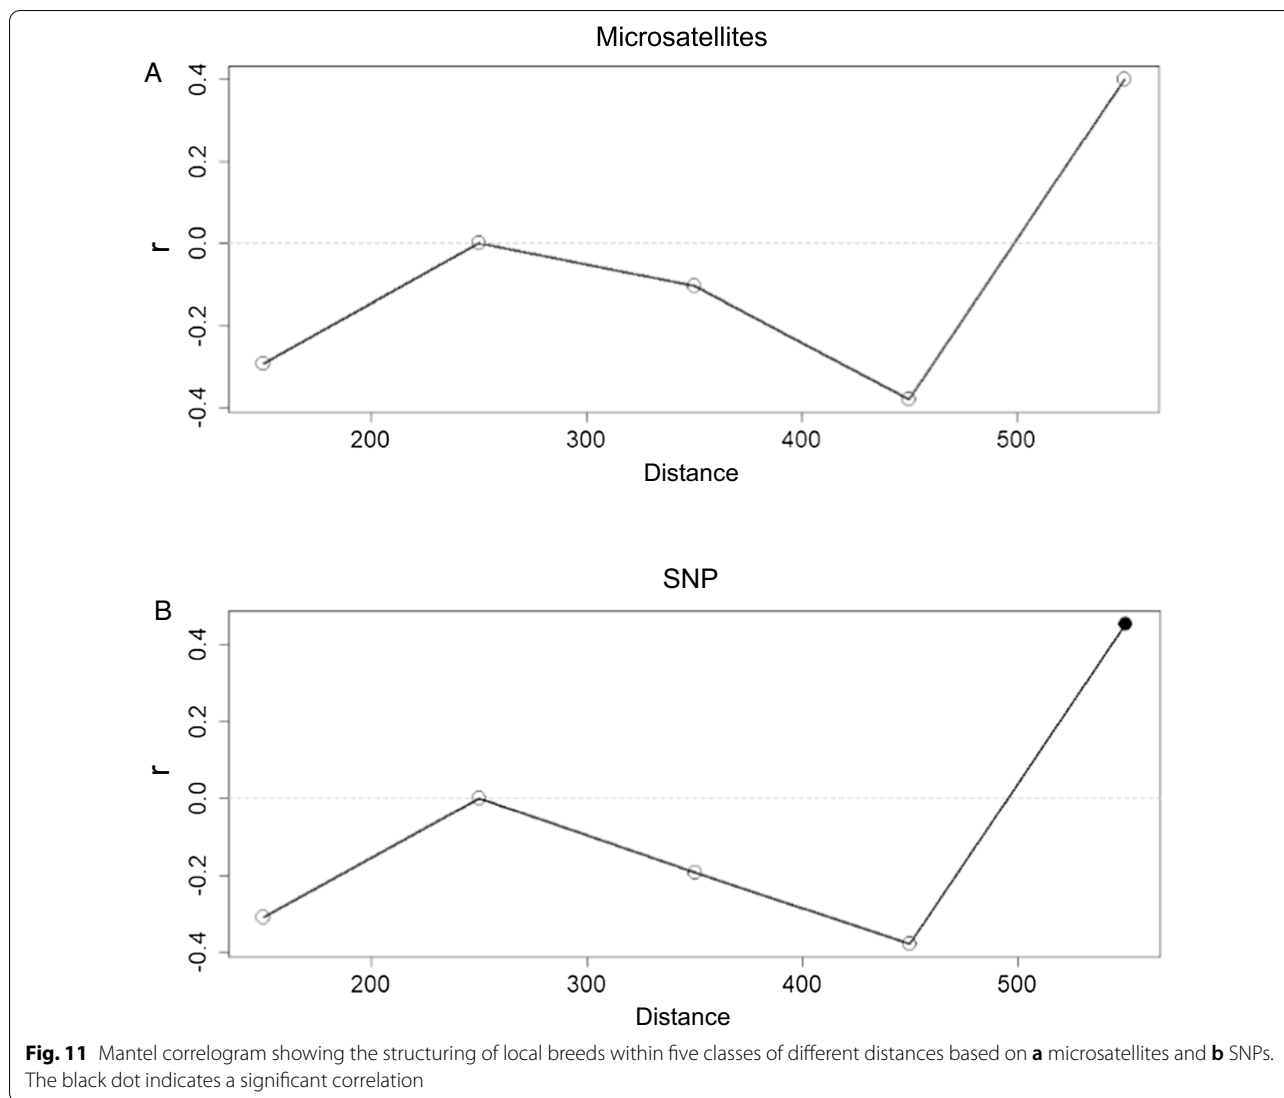 Microsatellites
A
0.4
0.2
0.0
-0.2
-0.4
r
200 300 400 500
Distance
SNP
B
0.4
0.2
0.0
-0.2
-0.4
r
200 300 400 500
Distance
Fig. 11 Mantel correlogram showing the structuring of local breeds within five classes of different distances based on a microsatellites and b SNPs.
The black dot indicates a significant correlation